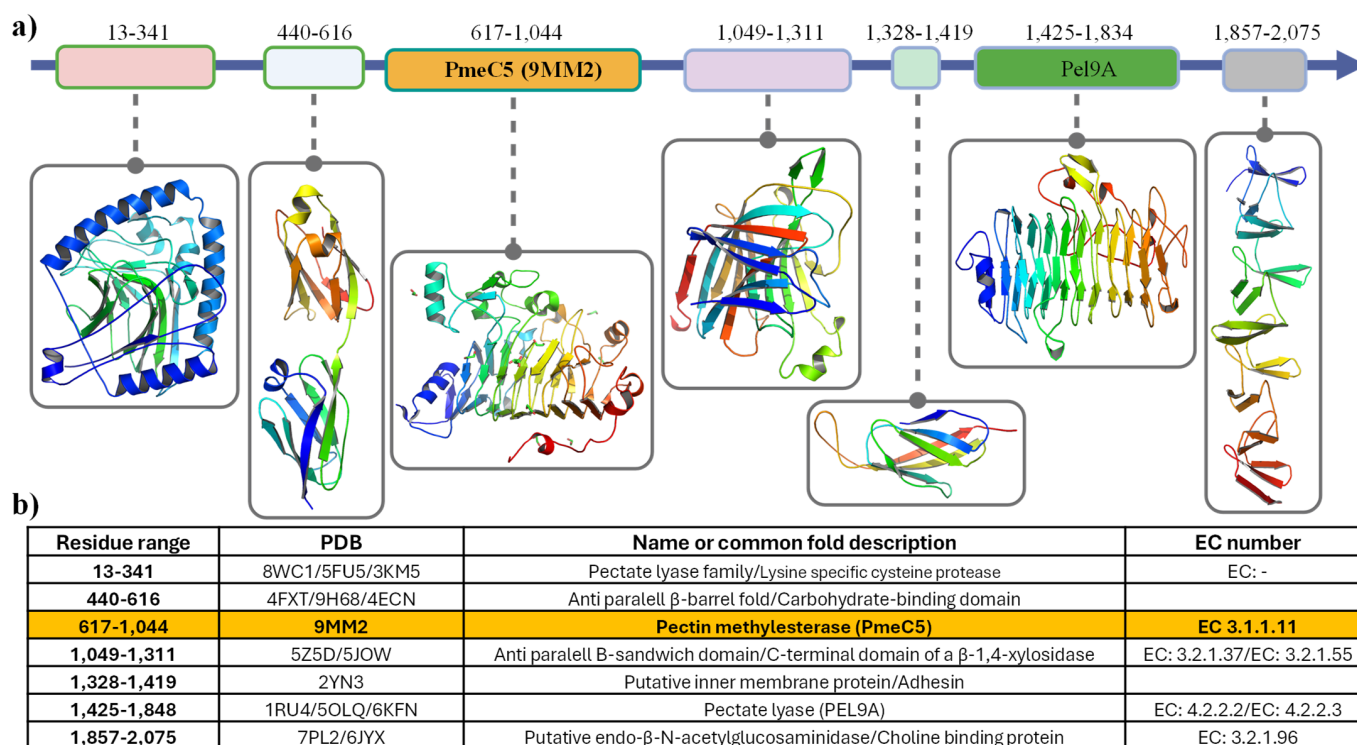 a)
13-341 440-616 617-1,044 1,049-1,311 1,328-1,419 1,425-1,834 1,857-2,075
PmeC5 (9MM2) Pel9A
b)
Residue range PDB Name or common fold description EC number
13-341 8WC1/5FU5/3KM5 Pectate lyase family/Lysine specific cysteine protease EC: -
440-616 4FXT/9H68/4ECN Anti paralell β-barrel fold/Carbohydrate-binding domain
617-1,044 9MM2 Pectin methylesterase (PmeC5) EC 3.1.1.11
1,049-1,311 5Z5D/5JOW Anti paralell B-sandwich domain/C-terminal domain of a β-1,4-xylosidase EC: 3.2.1.37/EC: 3.2.1.55
1,328-1,419 2YN3 Putative inner membrane protein/Adhesin
1,425-1,848 1RU4/5OLQ/6KFN Pectate lyase (PEL9A) EC: 4.2.2.2/EC: 4.2.2.3
1,857-2,075 7PL2/6JYX Putative endo-β-N-acetylglucosaminidase/Choline binding protein EC: 3.2.1.96